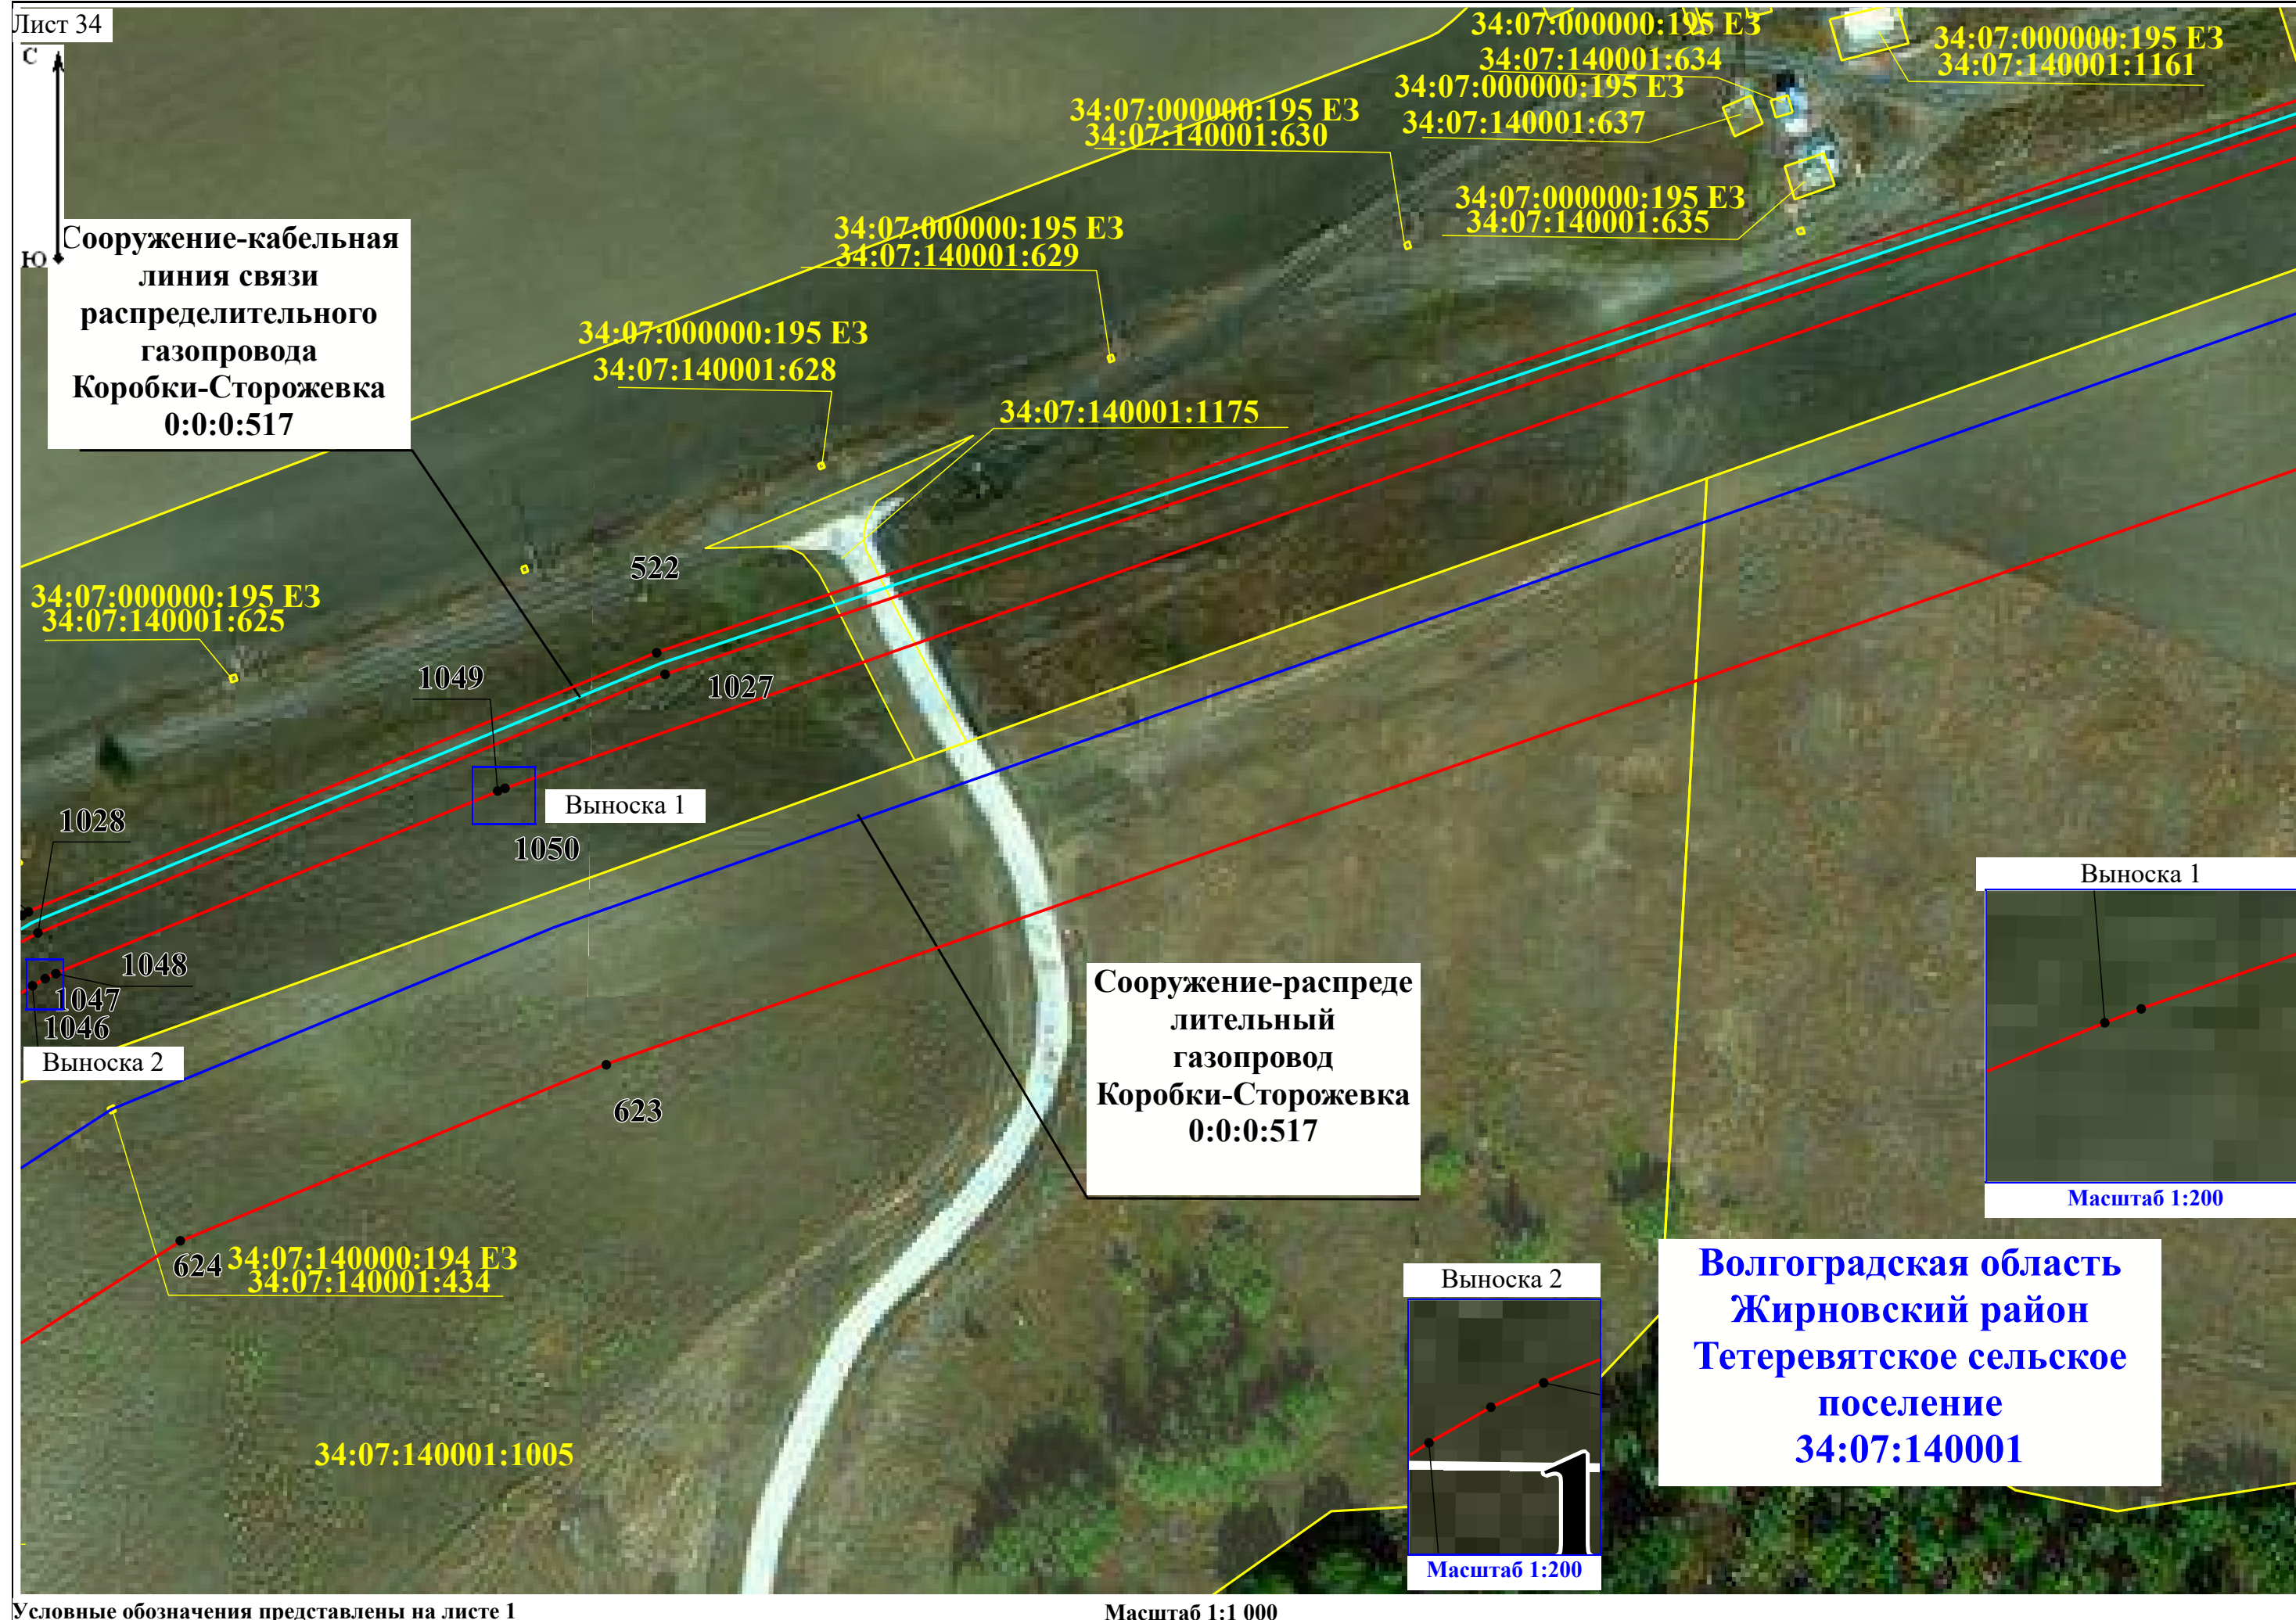 Лист 34
С
Ю
Сооружение-кабельная
линия связи
распределительного
газопровода
Коробки-Сторожевка
0:0:0:517
34:07:000000:195 ЕЗ
34:07:140001:634
34:07:000000:195 ЕЗ
34:07:140001:1161
34:07:000000:195 ЕЗ
34:07:140001:637
34:07:000000:195 ЕЗ
34:07:140001:630
34:07:000000:195 ЕЗ
34:07:140001:635
34:07:000000:195 ЕЗ
34:07:140001:629
34:07:000000:195 ЕЗ
34:07:140001:628
34:07:140001:1175
522
34:07:000000:195 ЕЗ
34:07:140001:625
1049
1027
Выноска 1
1028
1050
1048
1047
1046
Выноска 2
623
624
34:07:140000:194 ЕЗ
34:07:140001:434
34:07:140001:1005
Сооружение-распреде
лительный
газопровод
Коробки-Сторожевка
0:0:0:517
Выноска 1
Масштаб 1:200
Выноска 2
1
Масштаб 1:200
Волгоградская область
Жирновский район
Тетеревятское сельское
поселение
34:07:140001
Условные обозначения представлены на листе 1
Масштаб 1:1 000